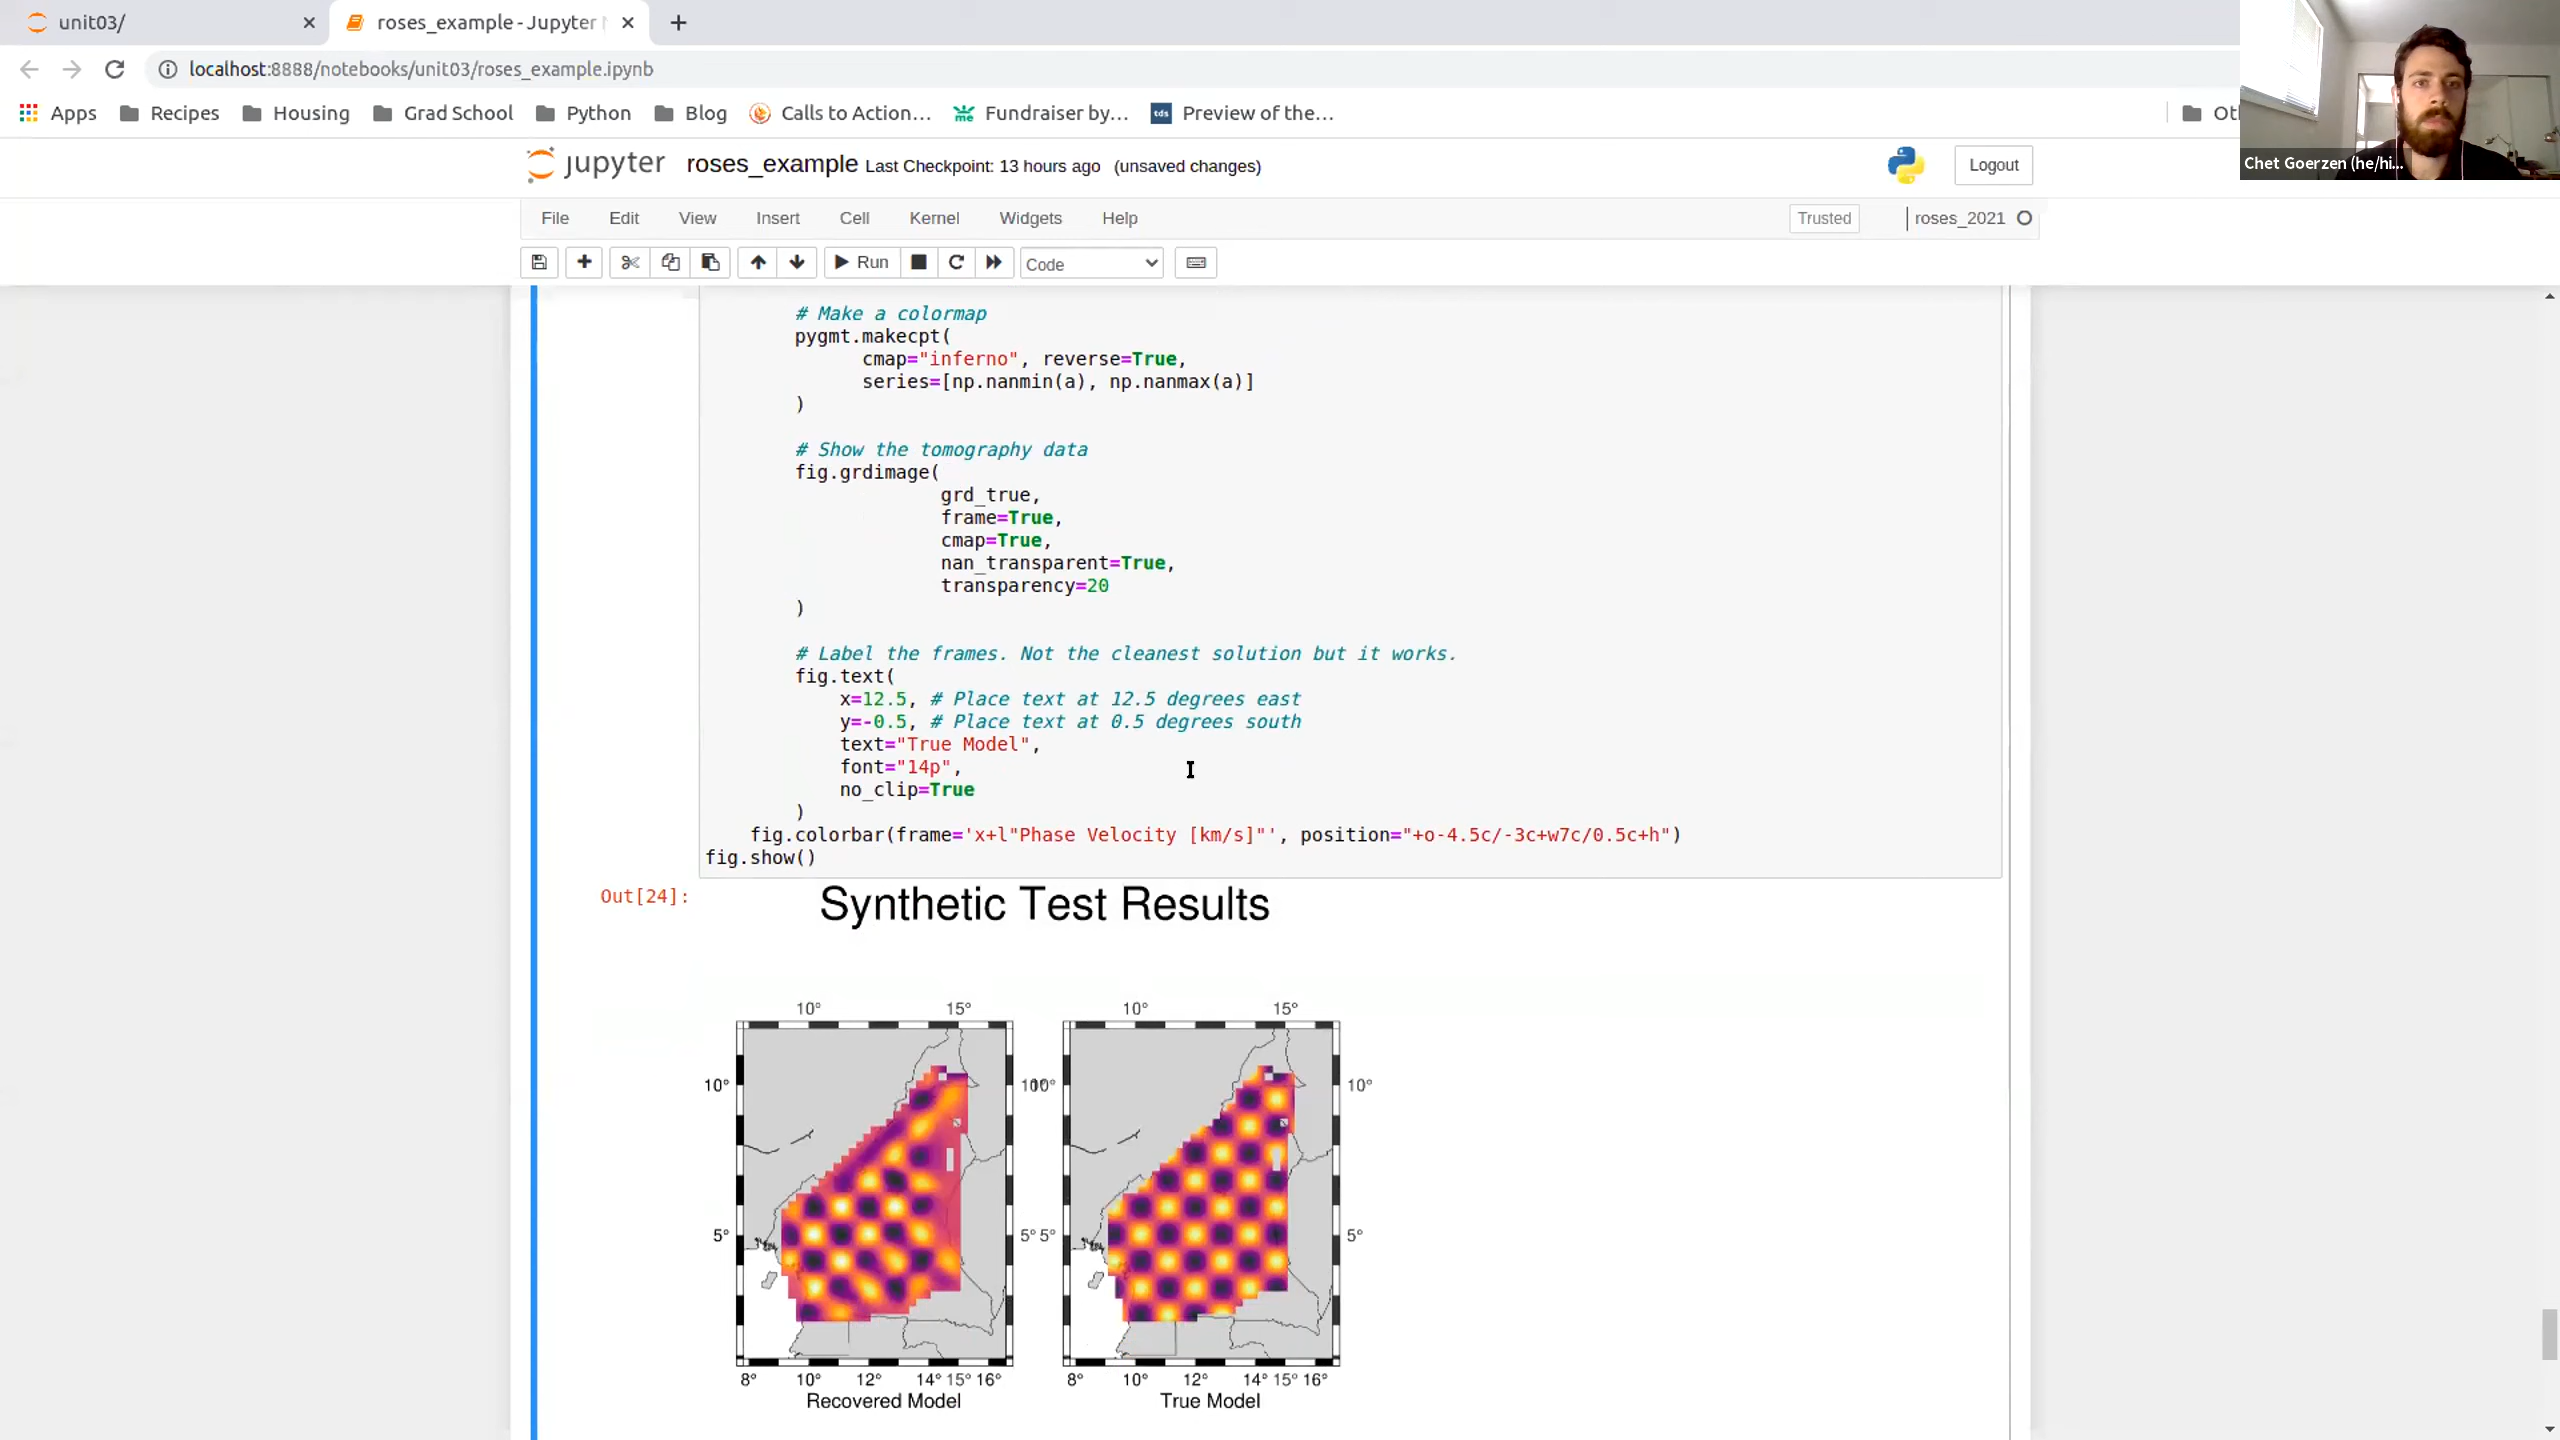 unit03/
roses_example - Jupyter N
localhost:8888/notebooks/unit03/roses_example.ipynb
Apps Recipes Housing Grad School Python Blog Calls to Action... Fundraiser by... tds Preview of the... Oth
Chet Goerzen (he/hi...
jupyter roses_example Last Checkpoint: 13 hours ago (unsaved changes) Logout
File Edit View Insert Cell Kernel Widgets Help Trusted roses_2021
Run Code
# Make a colormap
pygmt.makecpt(
cmap="inferno", reverse=True,
series=[np.nanmin(a), np.nanmax(a)]
)
# Show the tomography data
fig.grdimage(
grd_true,
frame=True,
cmap=True,
nan_transparent=True,
transparency=20
)
# Label the frames. Not the cleanest solution but it works.
fig.text(
x=12.5, # Place text at 12.5 degrees east
y=-0.5, # Place text at 0.5 degrees south
text="True Model",
font="14p",
no_clip=True
)
fig.colorbar(frame='x+l"Phase Velocity [km/s]"', position="+o-4.5c/-3c+w7c/0.5c+h")
fig.show()
Out[24]:
Synthetic Test Results
10° 15° 10° 15°
10° 10° 10° 10°
5° 5° 5° 5°
8° 10° 12° 14° 15° 16° 8° 10° 12° 14° 15° 16°
Recovered Model True Model